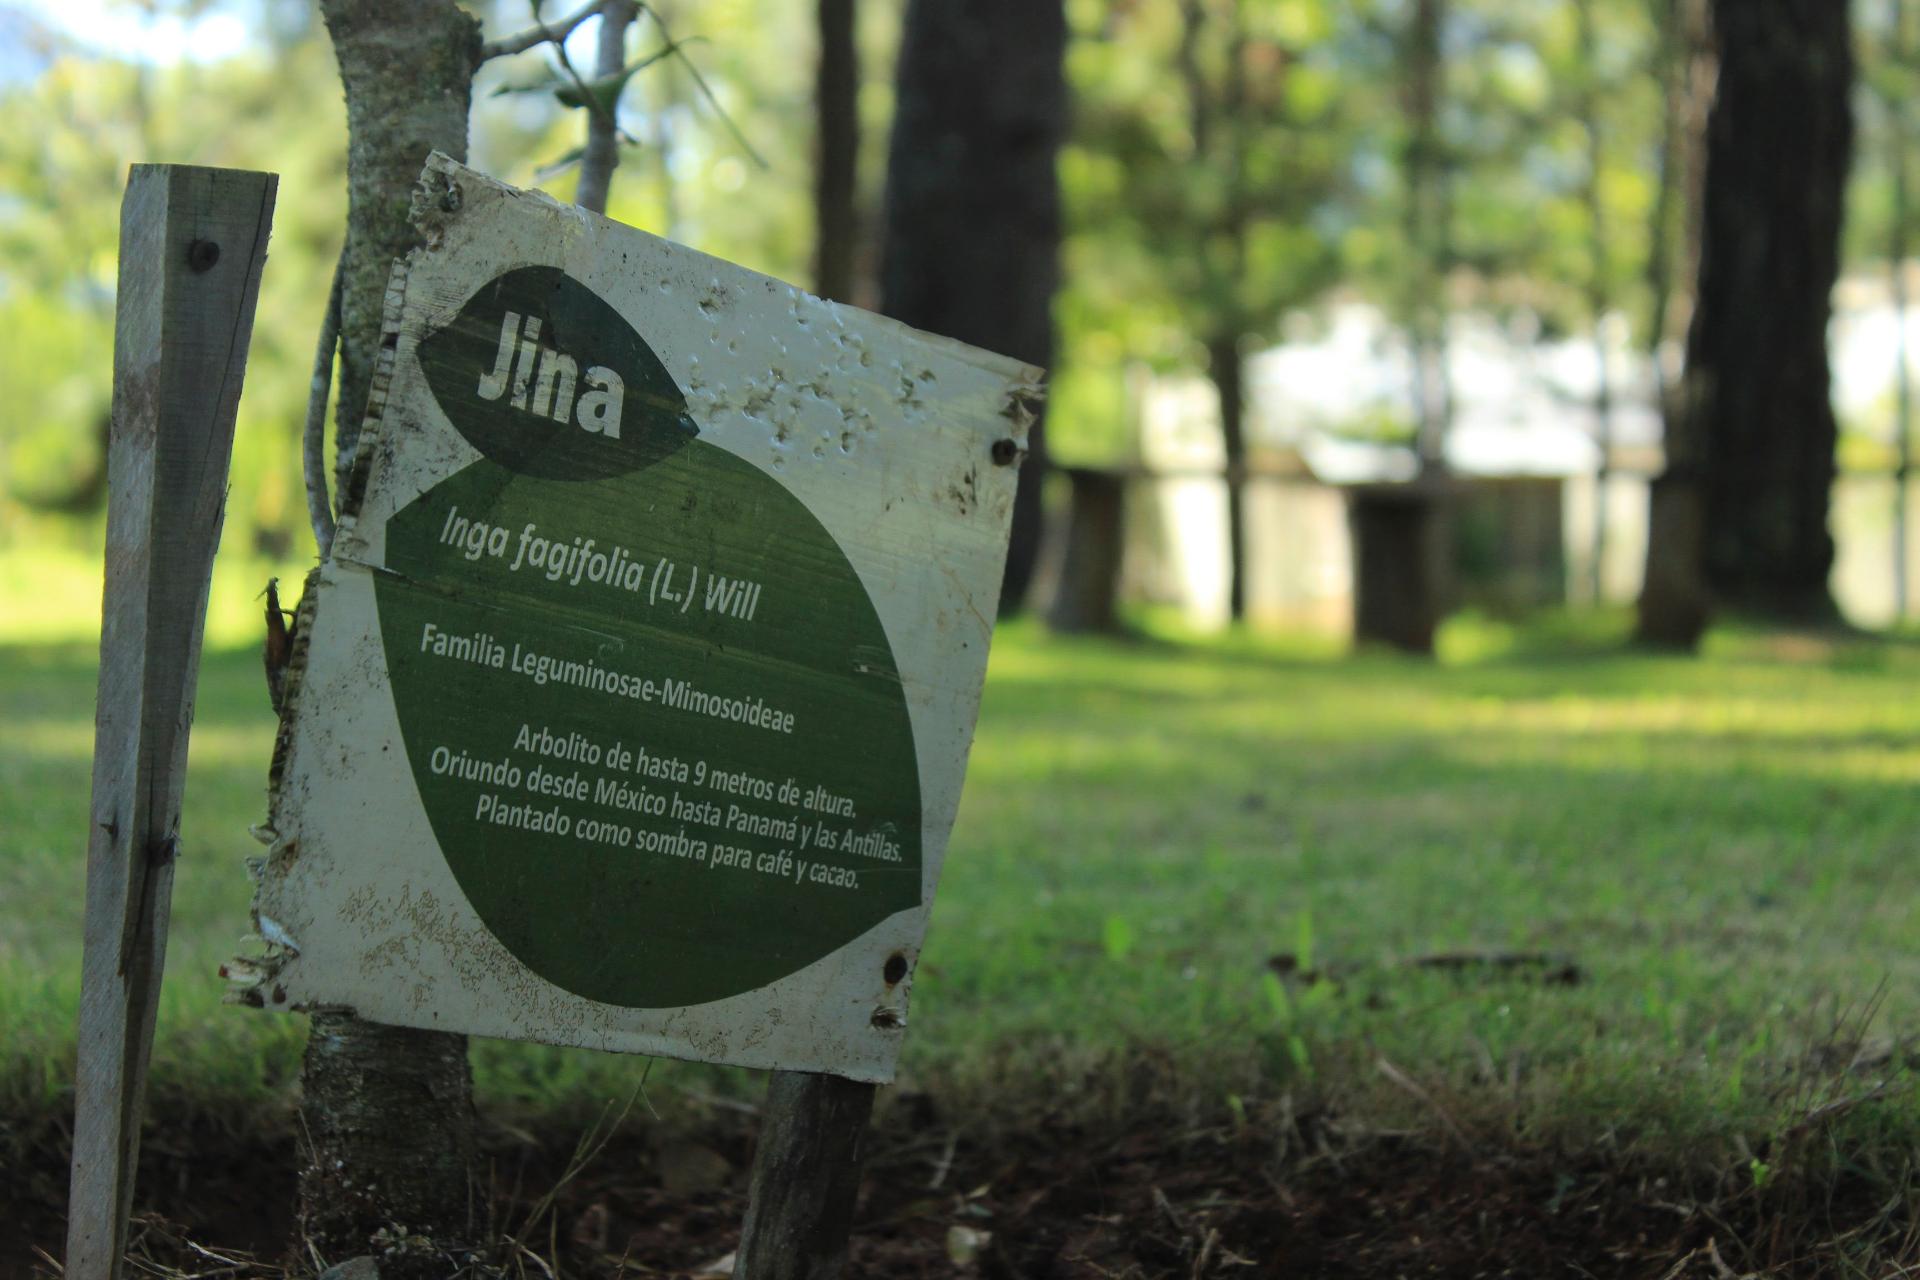 Jina
Inga fagifolia (L.) Will
Familia Leguminosae-Mimosoideae
Arbolito de hasta 9 metros de altura.
Oriundo desde México hasta Panamá y las Antillas.
Plantado como sombra para café y cacao.